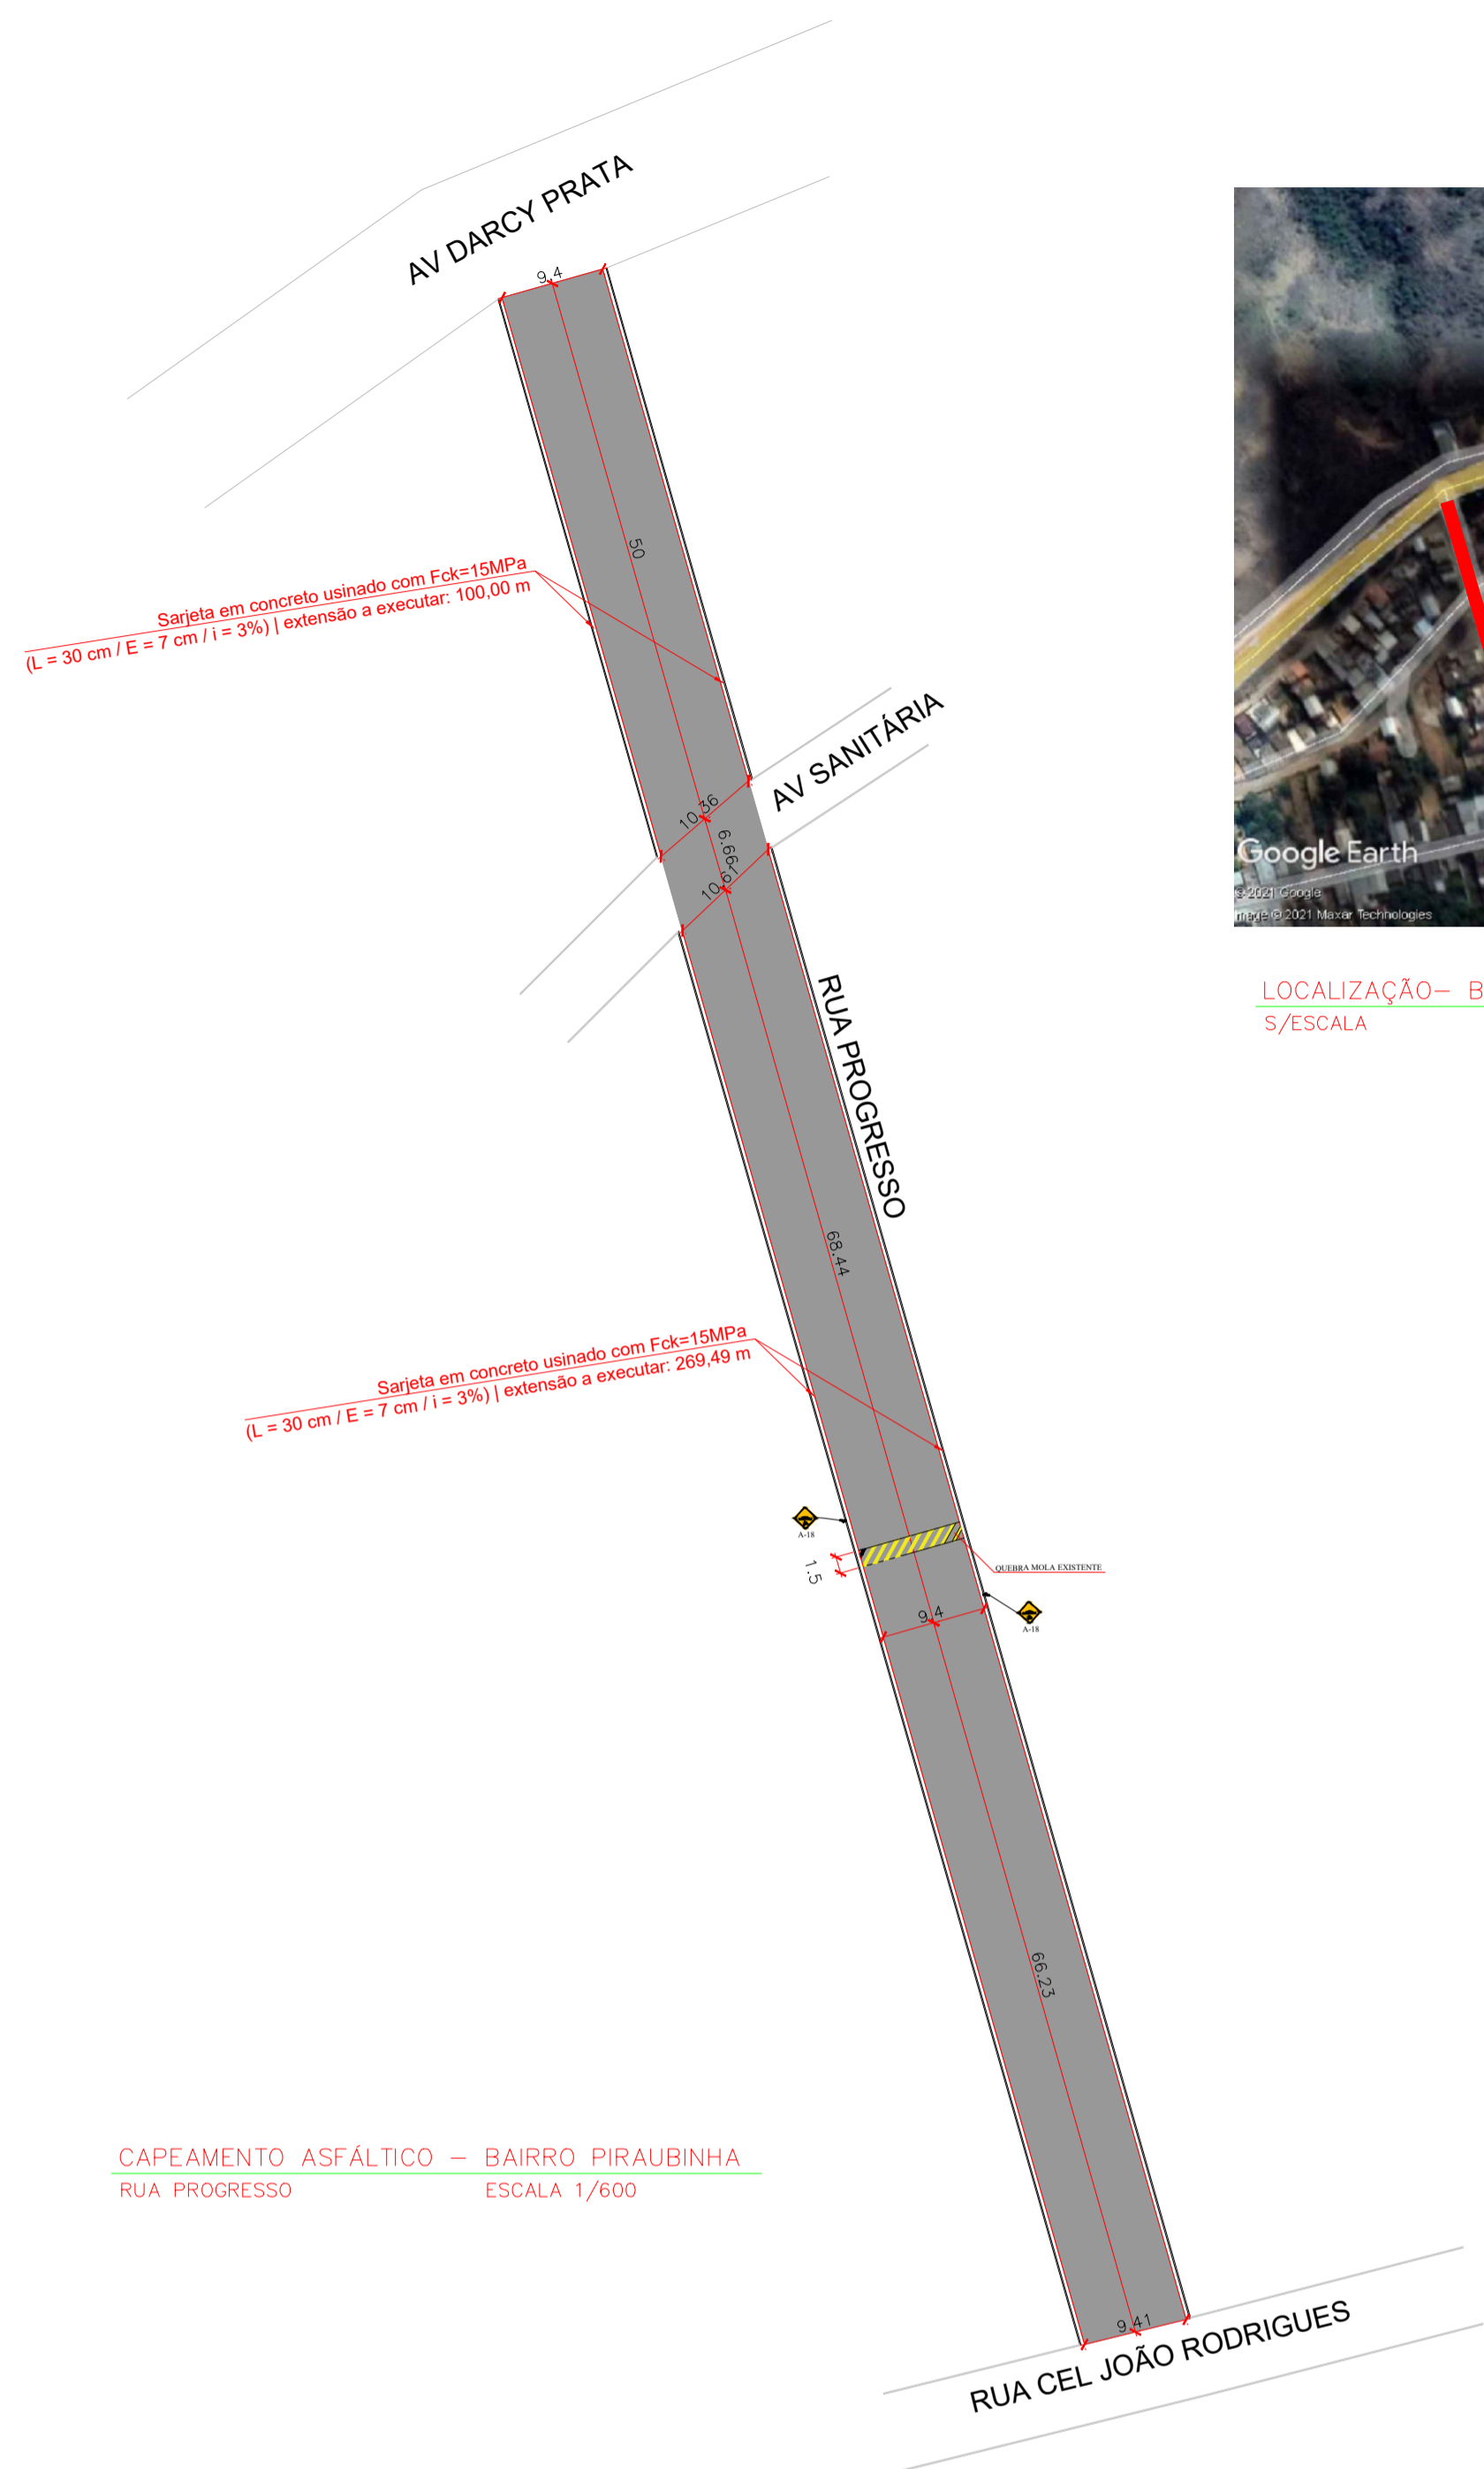 AV DARCY PRATA
9.4
50
Sarjeta em concreto usinado com Fck=15MPa
(L = 30 cm / E = 7 cm / i = 3%) | extensão a executar: 100,00 m
AV SANITÁRIA
10.36
6.66
10.61
Google Earth
© 2021 Google
© 2021 Maxar Technologies
LOCALIZAÇÃO– B
S/ESCALA
RUA PROGRESSO
68.44
Sarjeta em concreto usinado com Fck=15MPa
(L = 30 cm / E = 7 cm / i = 3%) | extensão a executar: 269,49 m
A-18
1.5
QUEBRA MOLA EXISTENTE
9.4
A-18
66.23
CAPEAMENTO ASFÁLTICO – BAIRRO PIRAUBINHA
RUA PROGRESSO ESCALA 1/600
9.41
RUA CEL JOÃO RODRIGUES